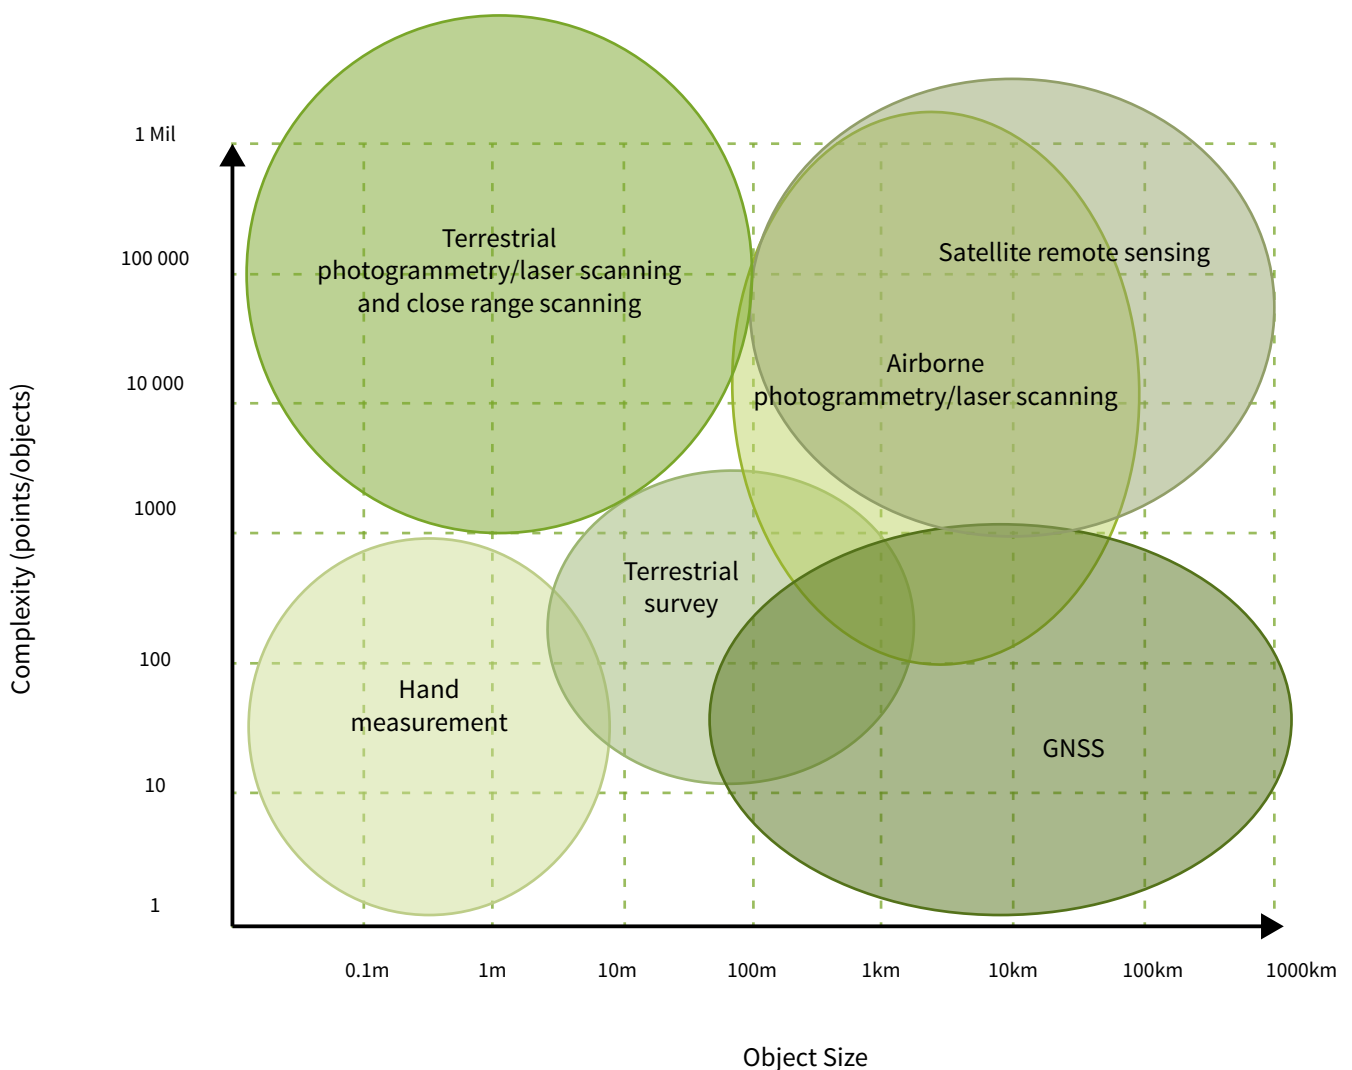 1 Mil
100 000
10 000
1000
100
10
1
Complexity (points/objects)
Terrestrial
photogrammetry/laser scanning
and close range scanning
Satellite remote sensing
Airborne
photogrammetry/laser scanning
Terrestrial
survey
Hand
measurement
GNSS
0.1m
1m
10m
100m
1km
10km
100km
1000km
Object Size